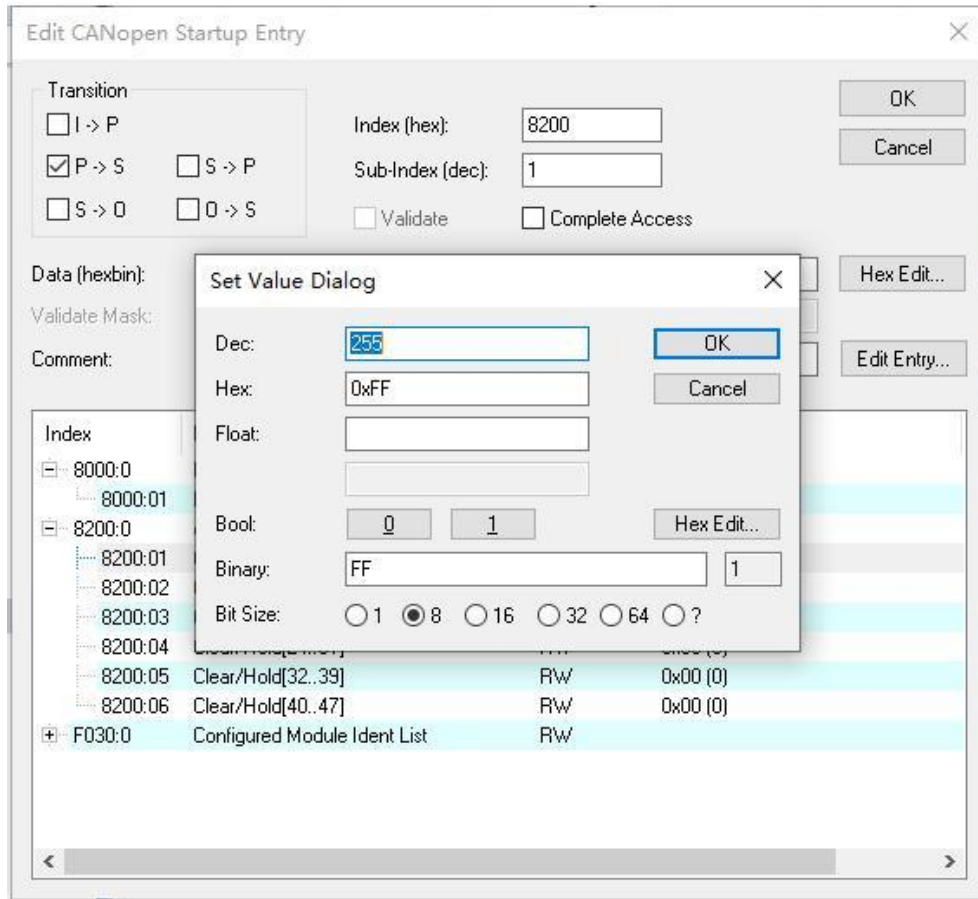 Edit CANopen Startup Entry
Transition
I -> P
P -> S
S -> P
S -> O
O -> S
Index (hex): 8200
Sub-Index (dec): 1
Validate
Complete Access
OK
Cancel
Data (hexbin):
Hex Edit...
Validate Mask:
Comment:
Edit Entry...
Set Value Dialog
Dec: 255
OK
Hex: 0xFF
Cancel
Float:
Bool: 0 1
Hex Edit...
Binary: FF 1
Bit Size: 1 8 16 32 64 ?
Index
8000:0
8000:01
8200:0
8200:01
8200:02
8200:03
8200:04
8200:05 Clear/Hold[32..39] RW 0x00 (0)
8200:06 Clear/Hold[40..47] RW 0x00 (0)
F030:0 Configured Module Ident List RW